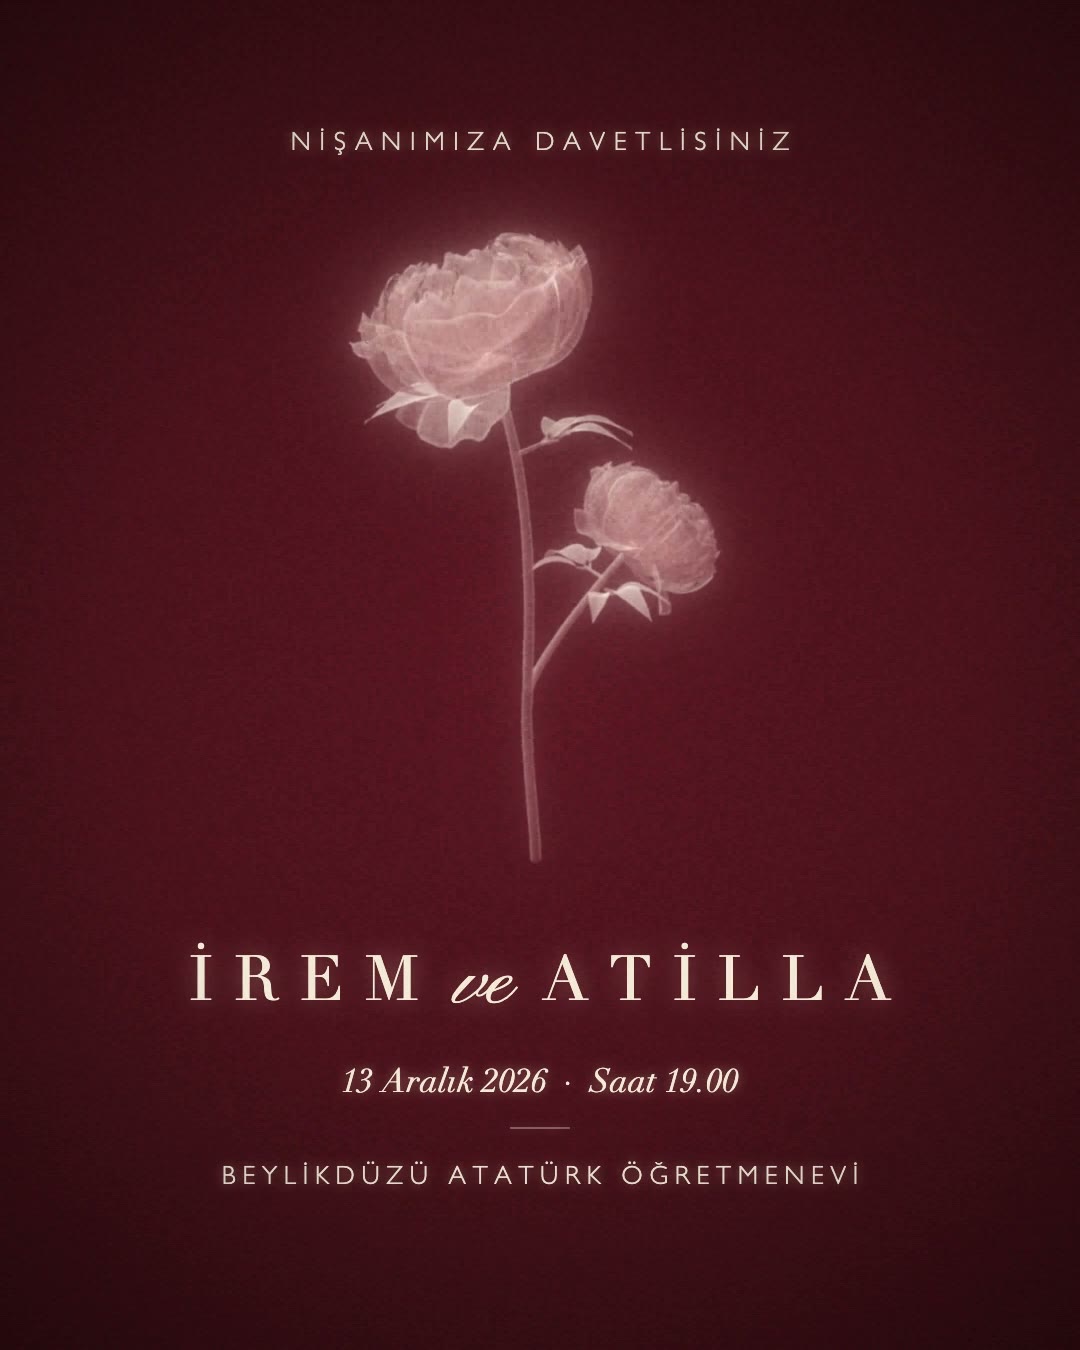 NİŞANIMIZA DAVETLİSİNİZ
İREM ve ATİLLA
13 Aralık 2026 · Saat 19.00
BEYLİKDÜZÜ ATATÜRK ÖĞRETMENEVİ